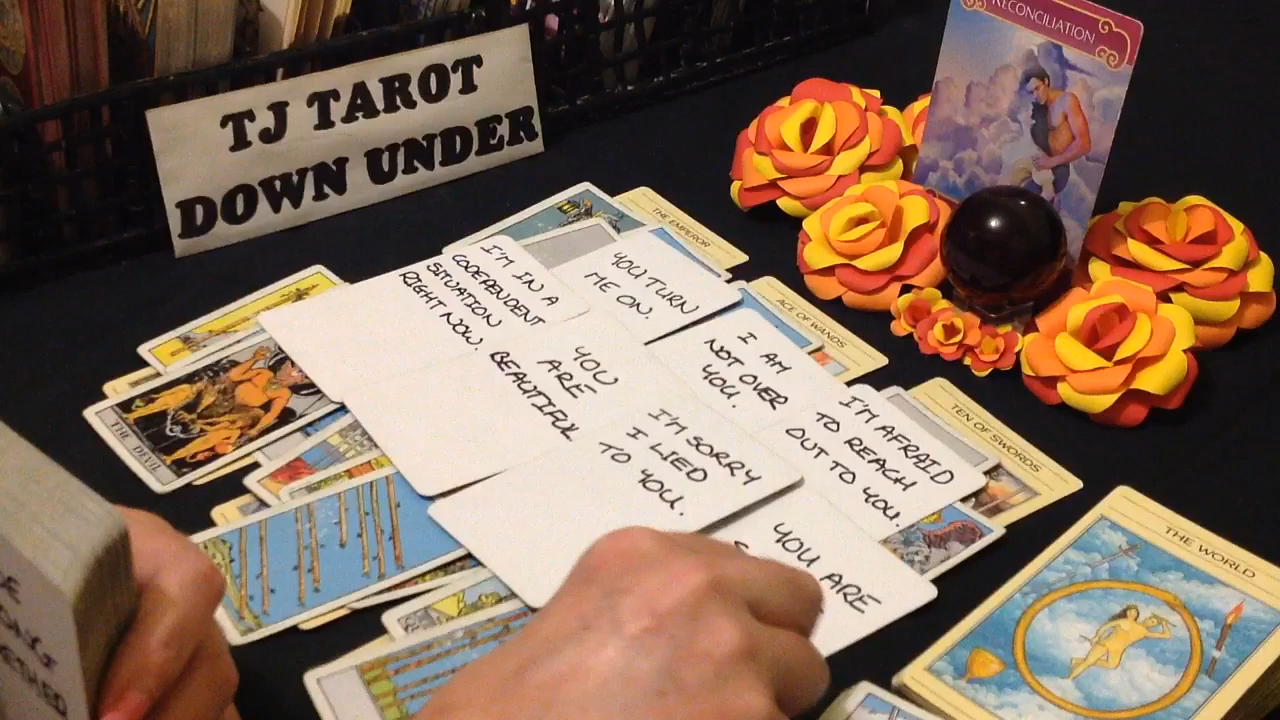 TJ TAROT
DOWN UNDER
RECONCILIATION
THE EMPEROR
I'M IN A
CODEPENDENT
SITUATION
RIGHT NOW.
YOU TURN
ME ON.
ACE OF WANDS
YOU
ARE
BEAUTIFUL
I AM
NOT OVER
YOU.
I'M SORRY
I LIED
TO YOU.
I'M AFRAID
TO REACH
OUT TO YOU.
TEN OF SWORDS
YOU ARE
THE DEVIL
THE WORLD